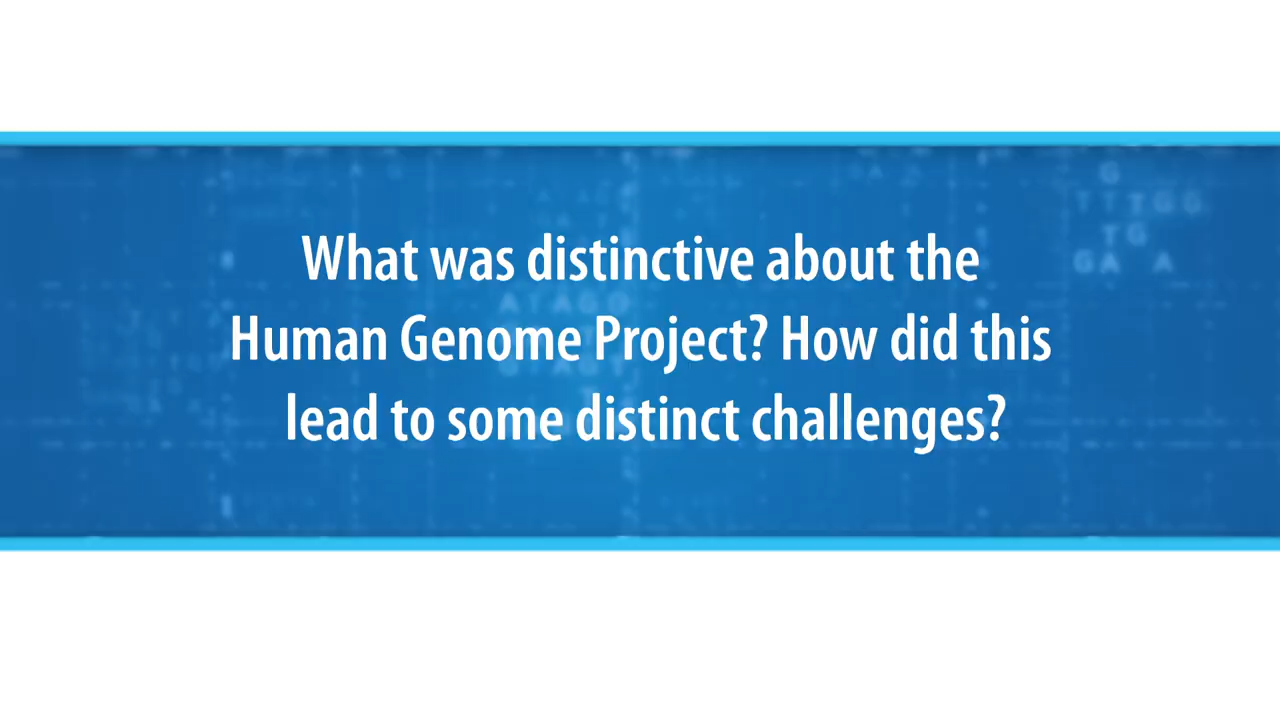 What was distinctive about the
Human Genome Project? How did this
lead to some distinct challenges?